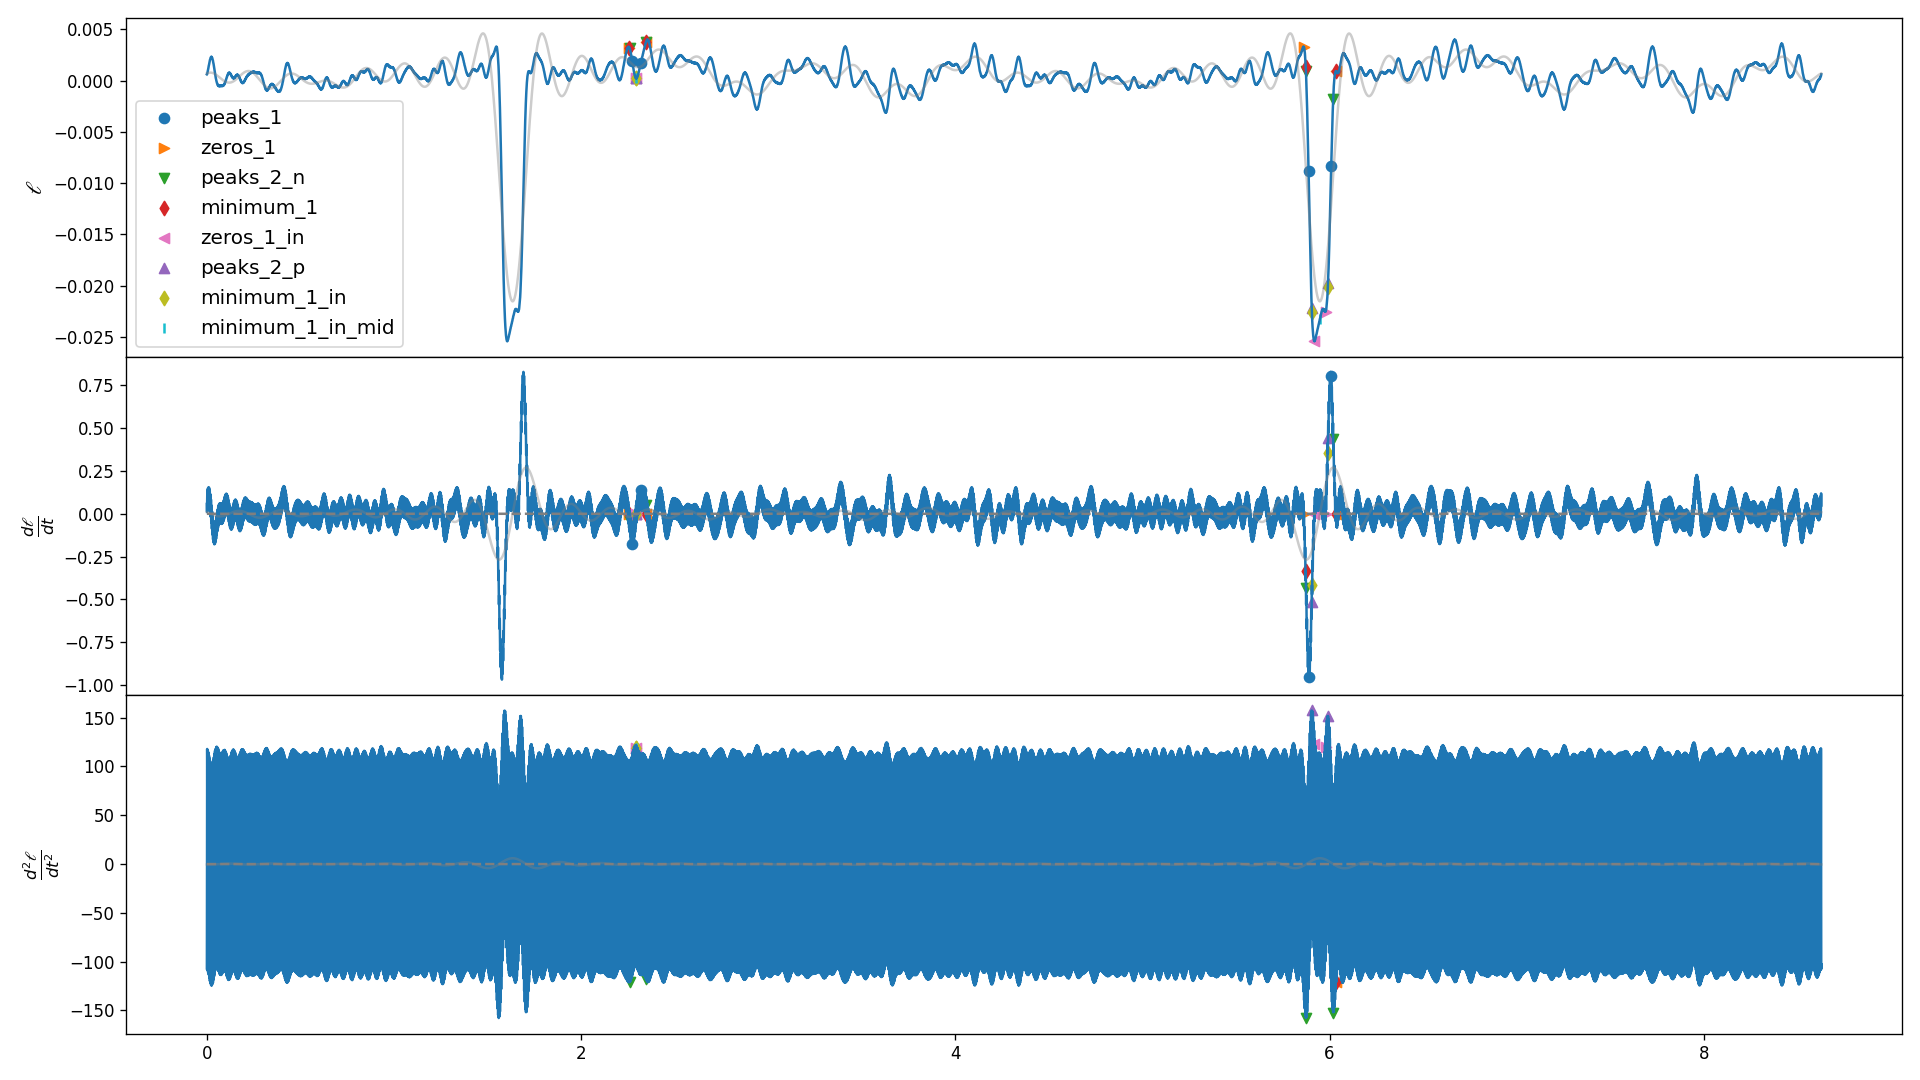 0.005
0.000
−0.005
−0.010
−0.015
−0.020
−0.025
ℓ
peaks_1
zeros_1
peaks_2_n
minimum_1
zeros_1_in
peaks_2_p
minimum_1_in
minimum_1_in_mid
0.75
0.50
0.25
0.00
−0.25
−0.50
−0.75
−1.00
dℓ
dt
150
100
50
0
−50
−100
−150
d²ℓ
dt²
0 2 4 6 8